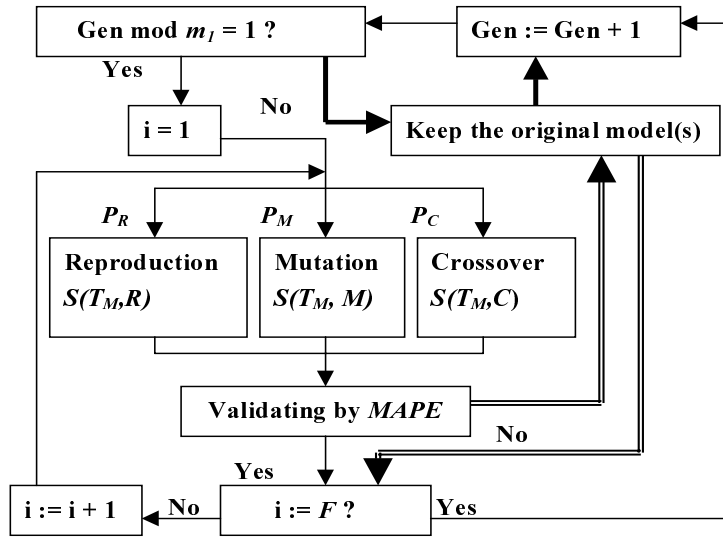 Gen mod m1 = 1 ?
Gen := Gen + 1
Yes
No
i = 1
Keep the original model(s)
PR
PM
PC
Reproduction
S(TM,R)
Mutation
S(TM, M)
Crossover
S(TM,C)
Validating by MAPE
No
Yes
i := i + 1
No
i := F ?
Yes